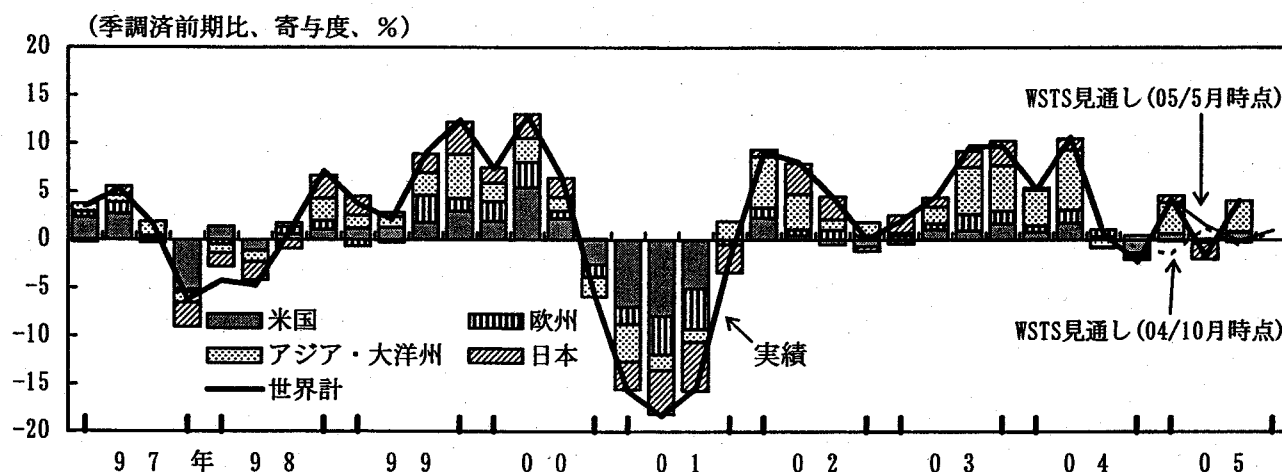 (季調済前期比、寄与度、%)
20
15
10
5
0
-5
-10
-15
-20
WSTS見通し(05/5月時点)
WSTS見通し(04/10月時点)
実績
米国
欧州
アジア・大洋州
日本
世界計
97年 98 99 00 01 02 03 04 05